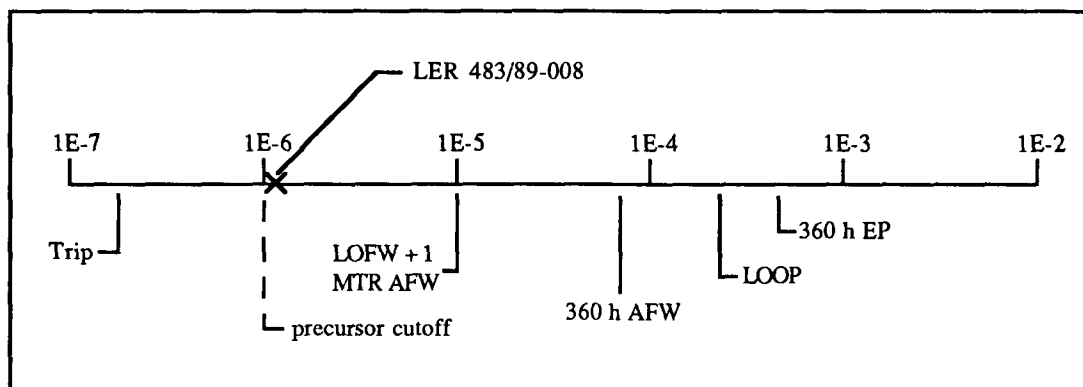 LER 483/89-008
1E-7 1E-6 1E-5 1E-4 1E-3 1E-2
Trip
LOFW + 1
MTR AFW
360 h EP
LOOP
360 h AFW
precursor cutoff